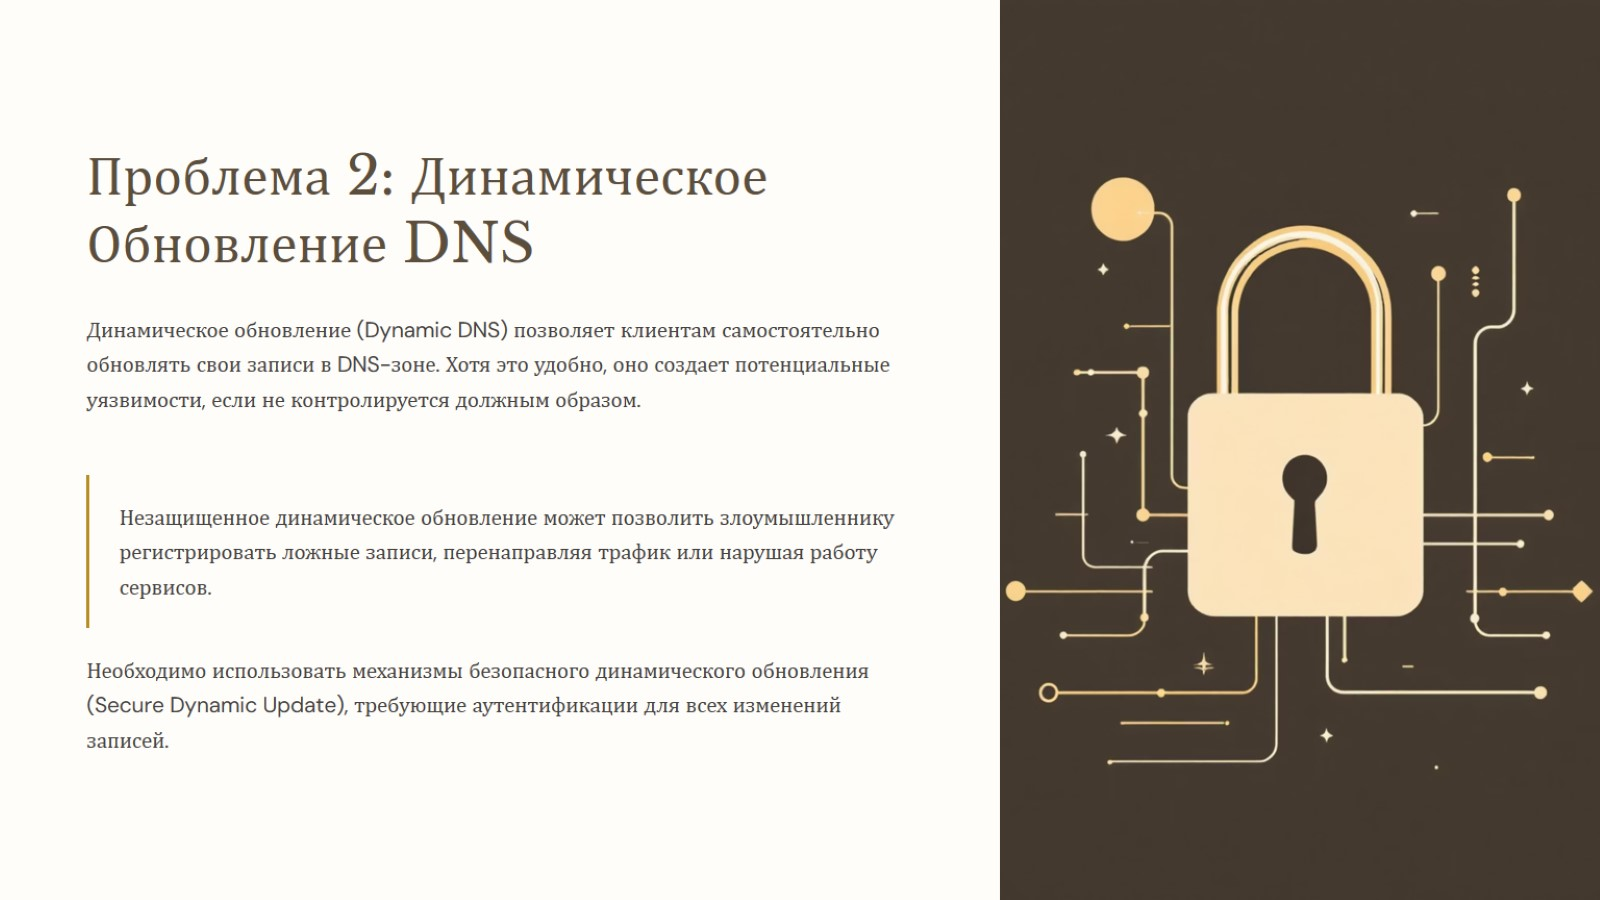 Проблема 2: Динамическое
Обновление DNS
Динамическое обновление (Dynamic DNS) позволяет клиентам самостоятельно
обновлять свои записи в DNS-зоне. Хотя это удобно, оно создает потенциальные
уязвимости, если не контролируется должным образом.
Незащищенное динамическое обновление может позволить злоумышленнику
регистрировать ложные записи, перенаправляя трафик или нарушая работу
сервисов.
Необходимо использовать механизмы безопасного динамического обновления
(Secure Dynamic Update), требующие аутентификации для всех изменений
записей.